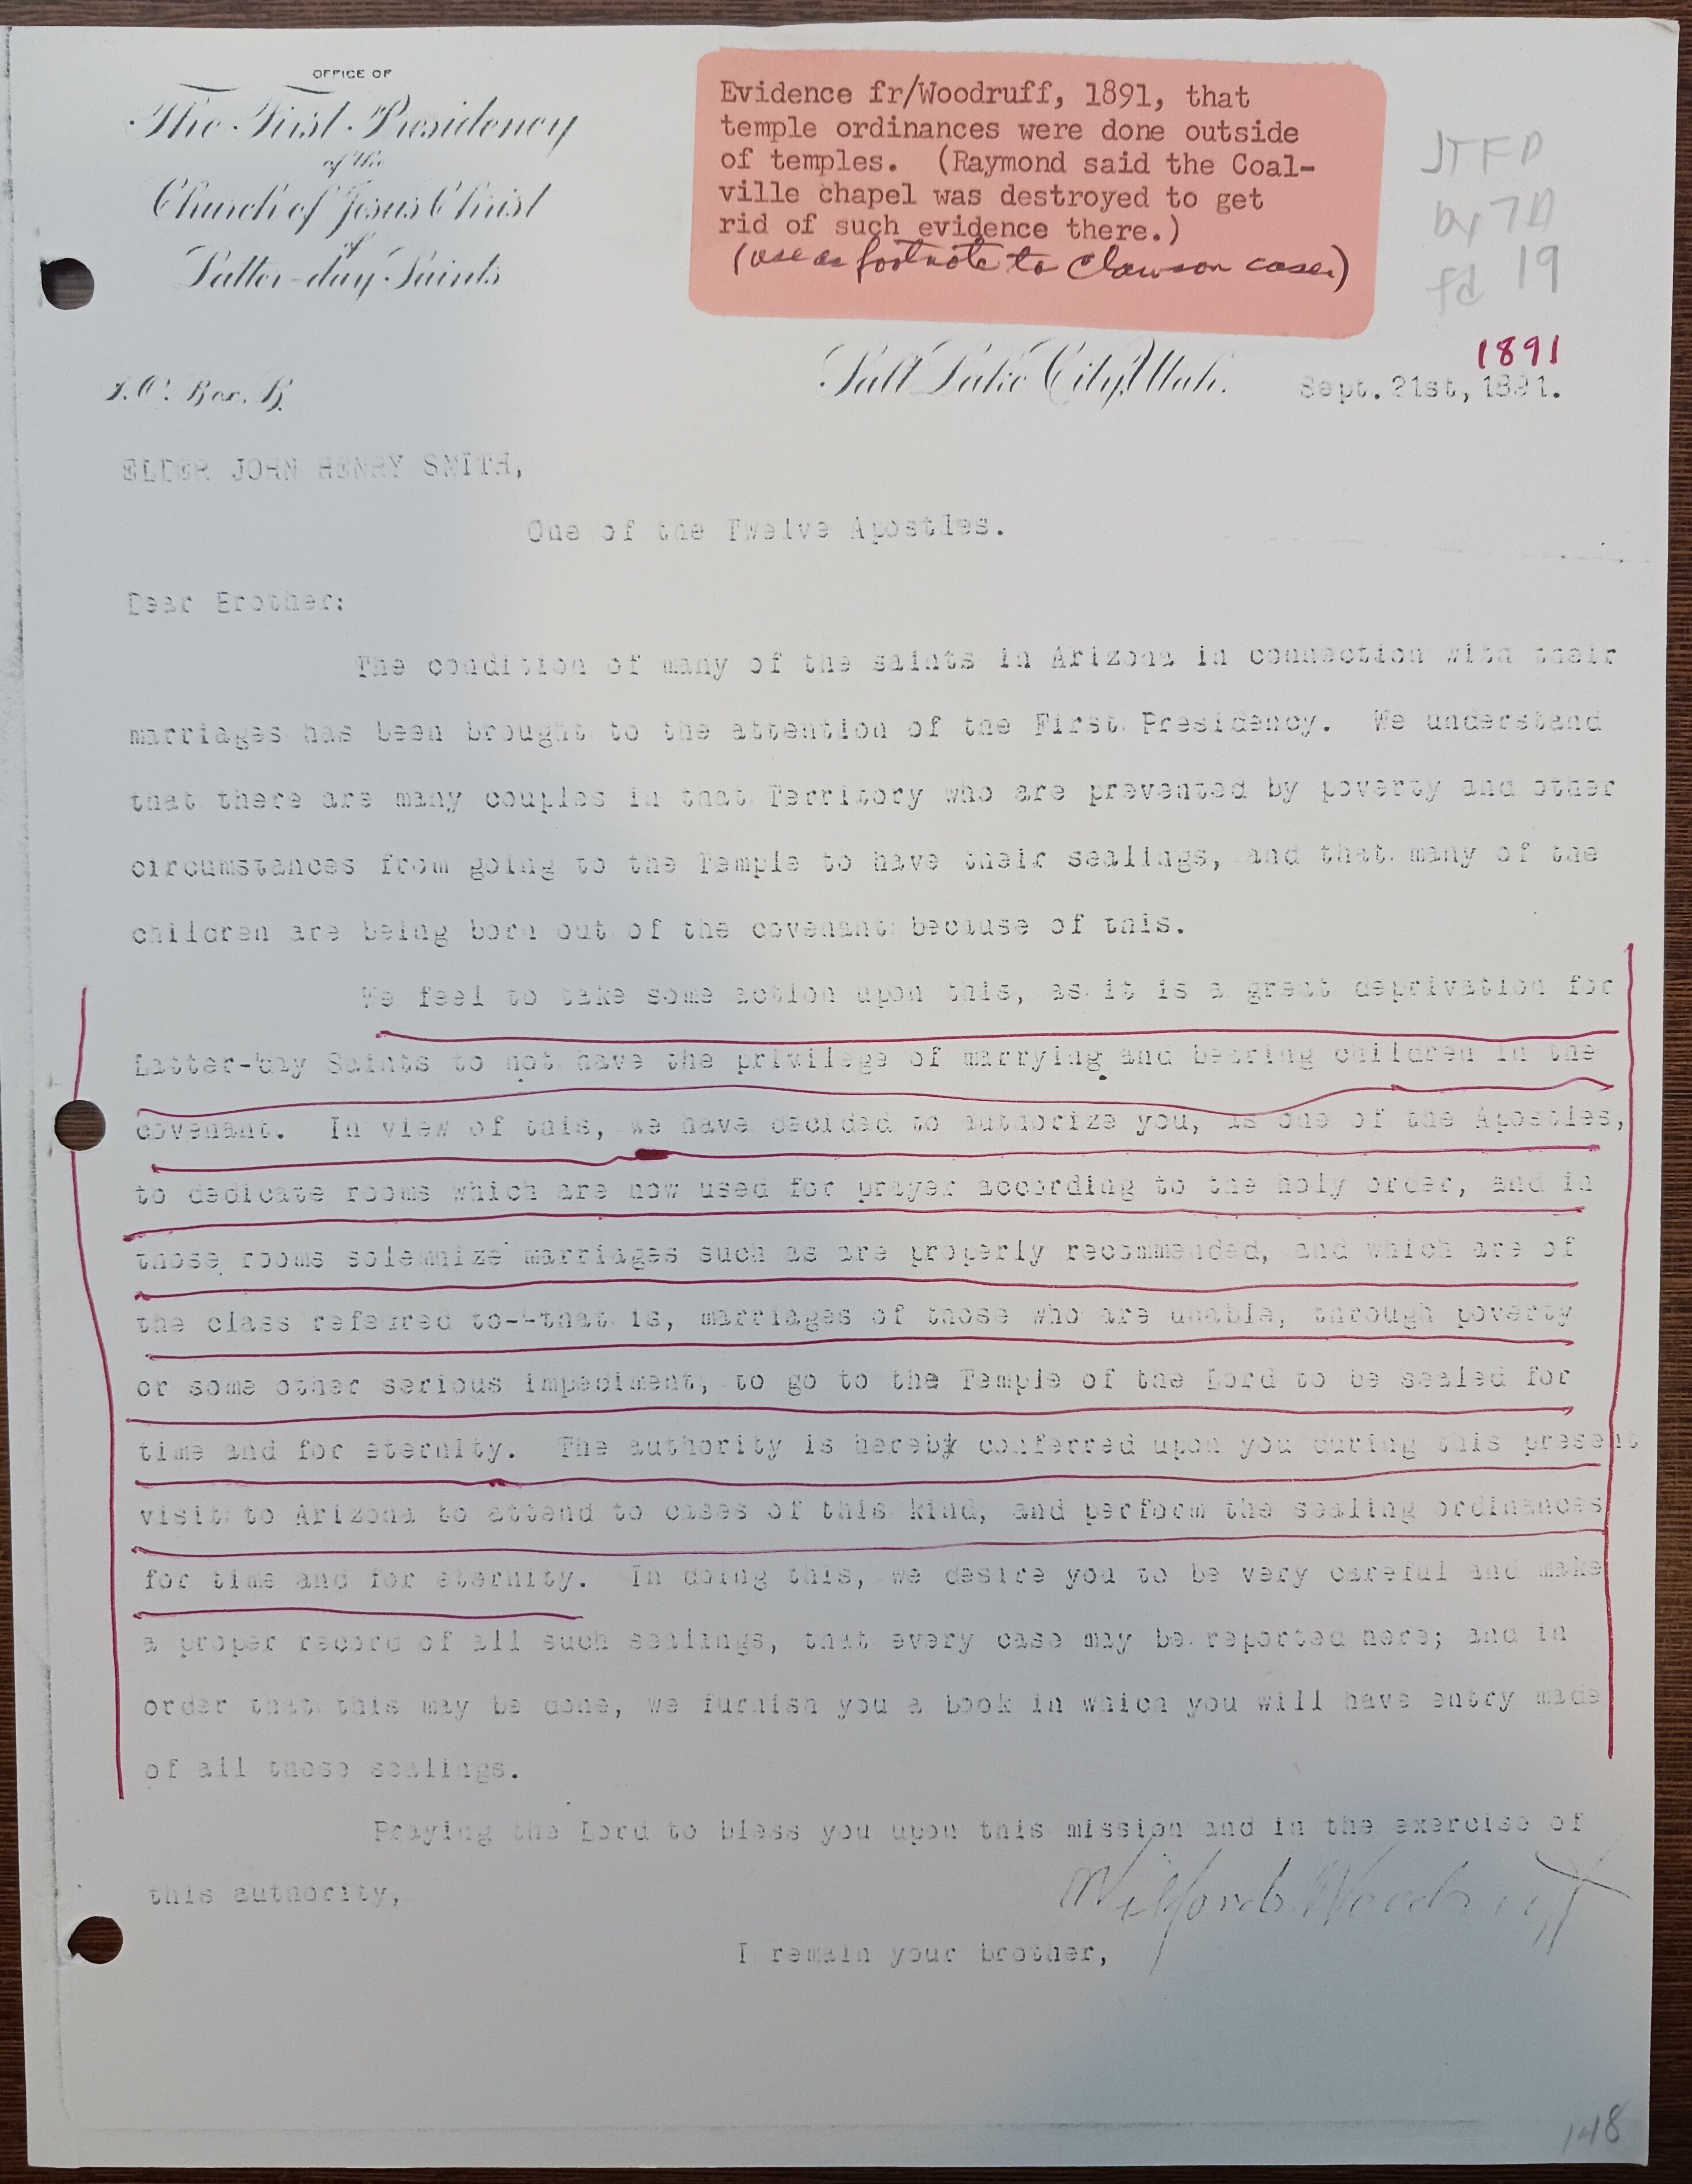 OFFICE OF
The First Presidency
of the
Church of Jesus Christ
of
Latter-day Saints
Evidence fr/Woodruff, 1891, that
temple ordinances were done outside
of temples. (Raymond said the Coal-
ville chapel was destroyed to get
rid of such evidence there.)
(use as footnote to Clawson case)
JTFP
bx 7D
fd 19
1891
P.O. Box, B.
Salt Lake City, Utah. Sept. 21st, 1891.
ELDER JOHN HENRY SMITH,
One of the Twelve Apostles.
Dear Brother:
The condition of many of the saints in Arizona in connection with their
marriages has been brought to the attention of the First Presidency. We understand
that there are many couples in that Territory who are prevented by poverty and other
circumstances from going to the Temple to have their sealings, and that many of the
children are being born out of the covenant because of this.
We feel to take some action upon this, as it is a great deprivation for
Latter-day Saints to not have the privilege of marrying and bearing children in the
covenant. In view of this, we have decided to authorize you, as one of the Apostles,
to dedicate rooms which are now used for prayer according to the holy order, and in
those rooms solemnize marriages such as are properly recommended, and which are of
the class referred to--that is, marriages of those who are unable, through poverty
or some other serious impediment, to go to the Temple of the Lord to be sealed for
time and for eternity. The authority is hereby conferred upon you during this present
visit to Arizona to attend to cases of this kind, and perform the sealing ordinances
for time and for eternity. In doing this, we desire you to be very careful and make
a proper record of all such sealings, that every case may be reported here; and in
order that this may be done, we furnish you a book in which you will have entry made
of all those sealings.
Praying the Lord to bless you upon this mission and in the exercise of
this authority,
Wilford Woodruff
I remain your brother,
148